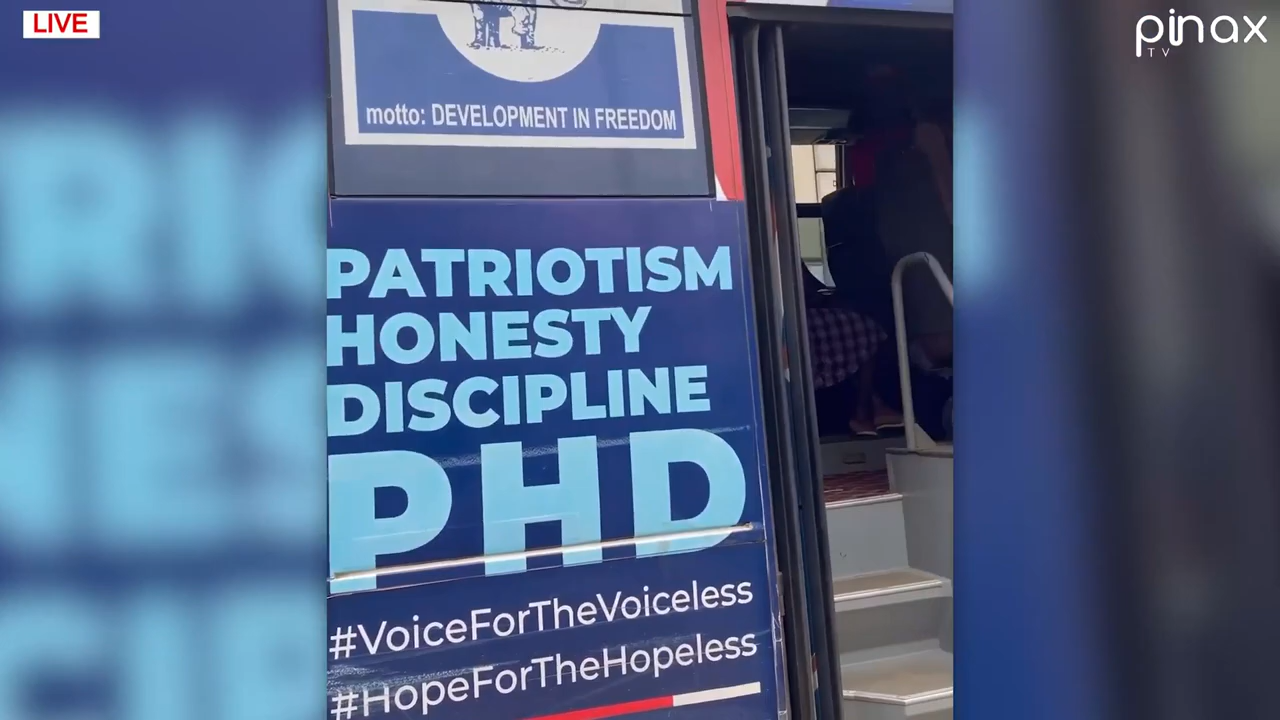 LIVE
pinax
TV
motto: DEVELOPMENT IN FREEDOM
PATRIOTISM
HONESTY
DISCIPLINE
PHD
#VoiceForTheVoiceless
#HopeForTheHopeless